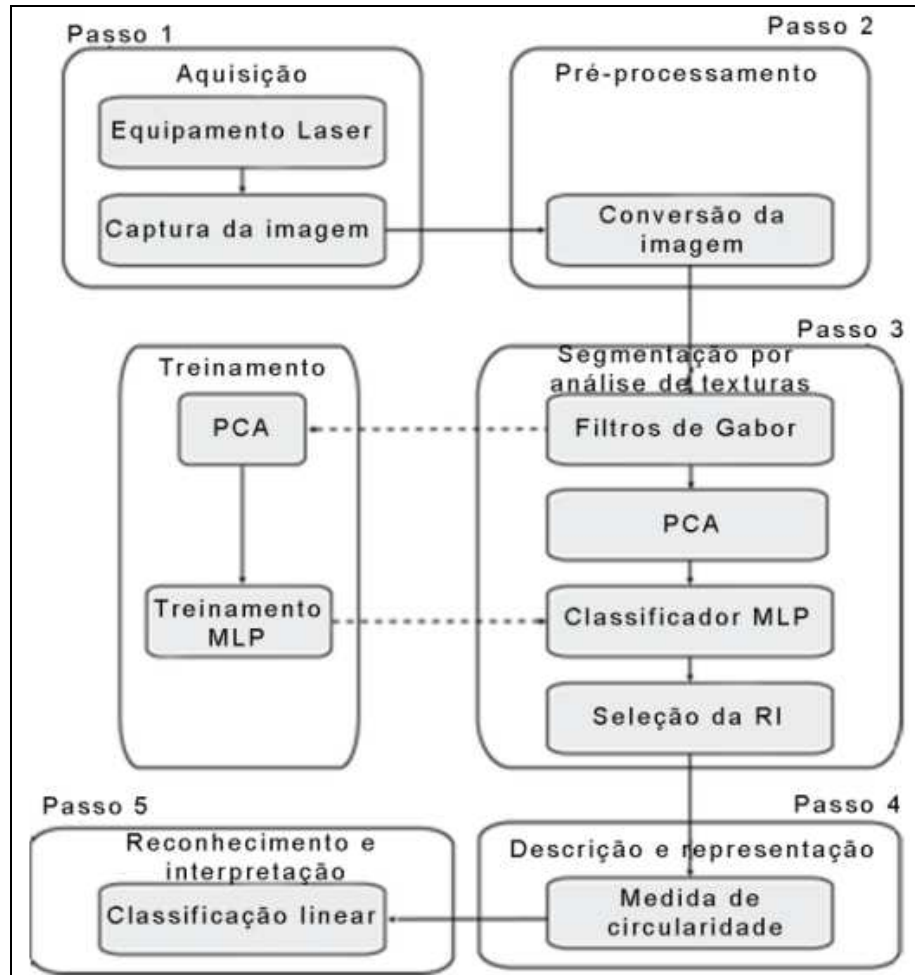 Passo 1
Aquisição
Equipamento Laser
Captura da imagem
Passo 2
Pré-processamento
Conversão da
imagem
Passo 3
Segmentação por
análise de texturas
Filtros de Gabor
PCA
Classificador MLP
Seleção da RI
Treinamento
PCA
Treinamento
MLP
Passo 4
Descrição e representação
Medida de
circularidade
Passo 5
Reconhecimento e
interpretação
Classificação linear